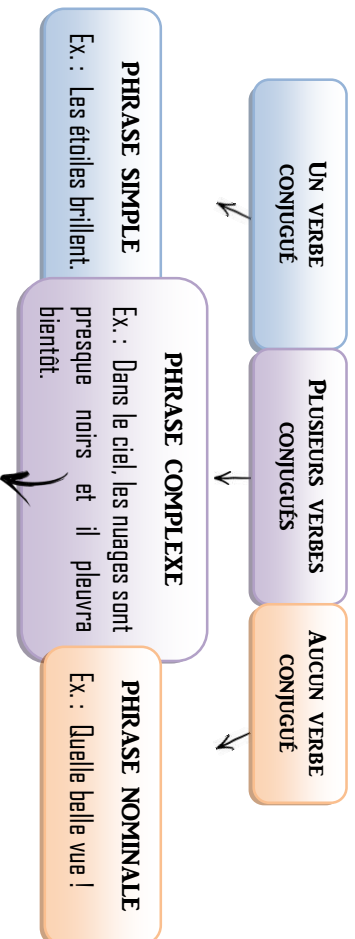 UN VERBE
CONJUGUÉ
PLUSIEURS VERBES
CONJUGUÉS
AUCUN VERBE
CONJUGUÉ
PHRASE SIMPLE
Ex. : Les étoiles brillent.
PHRASE COMPLEXE
Ex. : Dans le ciel, les nuages sont
presque noirs et il pleuvra
bientôt.
PHRASE NOMINALE
Ex. : Quelle belle vue !